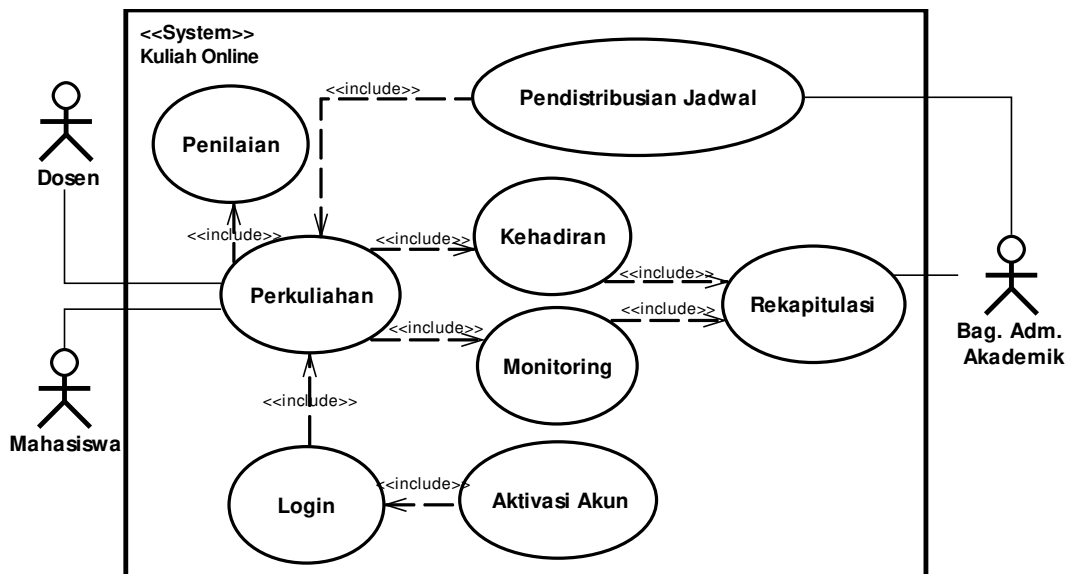 <<System>>
Kuliah Online
<<include>>
Pendistribusian Jadwal
Penilaian
Dosen
<<include>>
<<include>>
Kehadiran
<<include>>
Perkuliahan
Rekapitulasi
<<include>>
<<include>>
Bag. Adm.
Akademik
Monitoring
Mahasiswa
<<include>>
<<include>>
Login
Aktivasi Akun